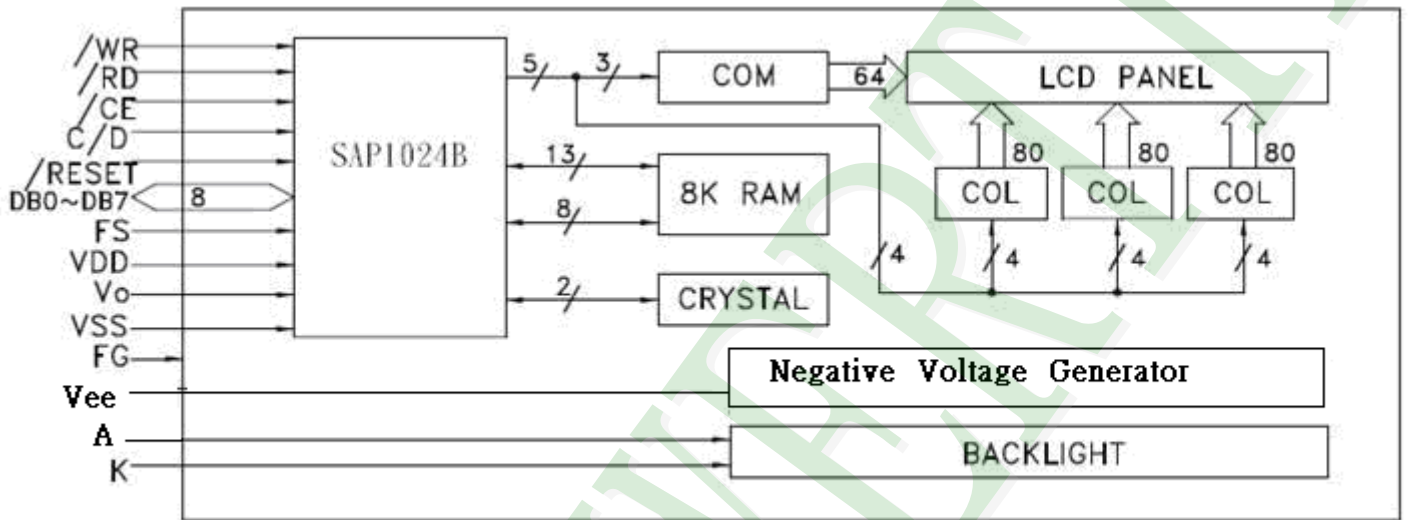 /WR
/RD
/CE
C/D
/RESET
DB0~DB7
8
FS
VDD
Vo
VSS
FG
Vee
A
K
SAP1024B
5
3
COM
64
LCD PANEL
13
8
8K RAM
2
CRYSTAL
80
80
80
COL
COL
COL
4
4
4
4
Negative Voltage Generator
BACKLIGHT